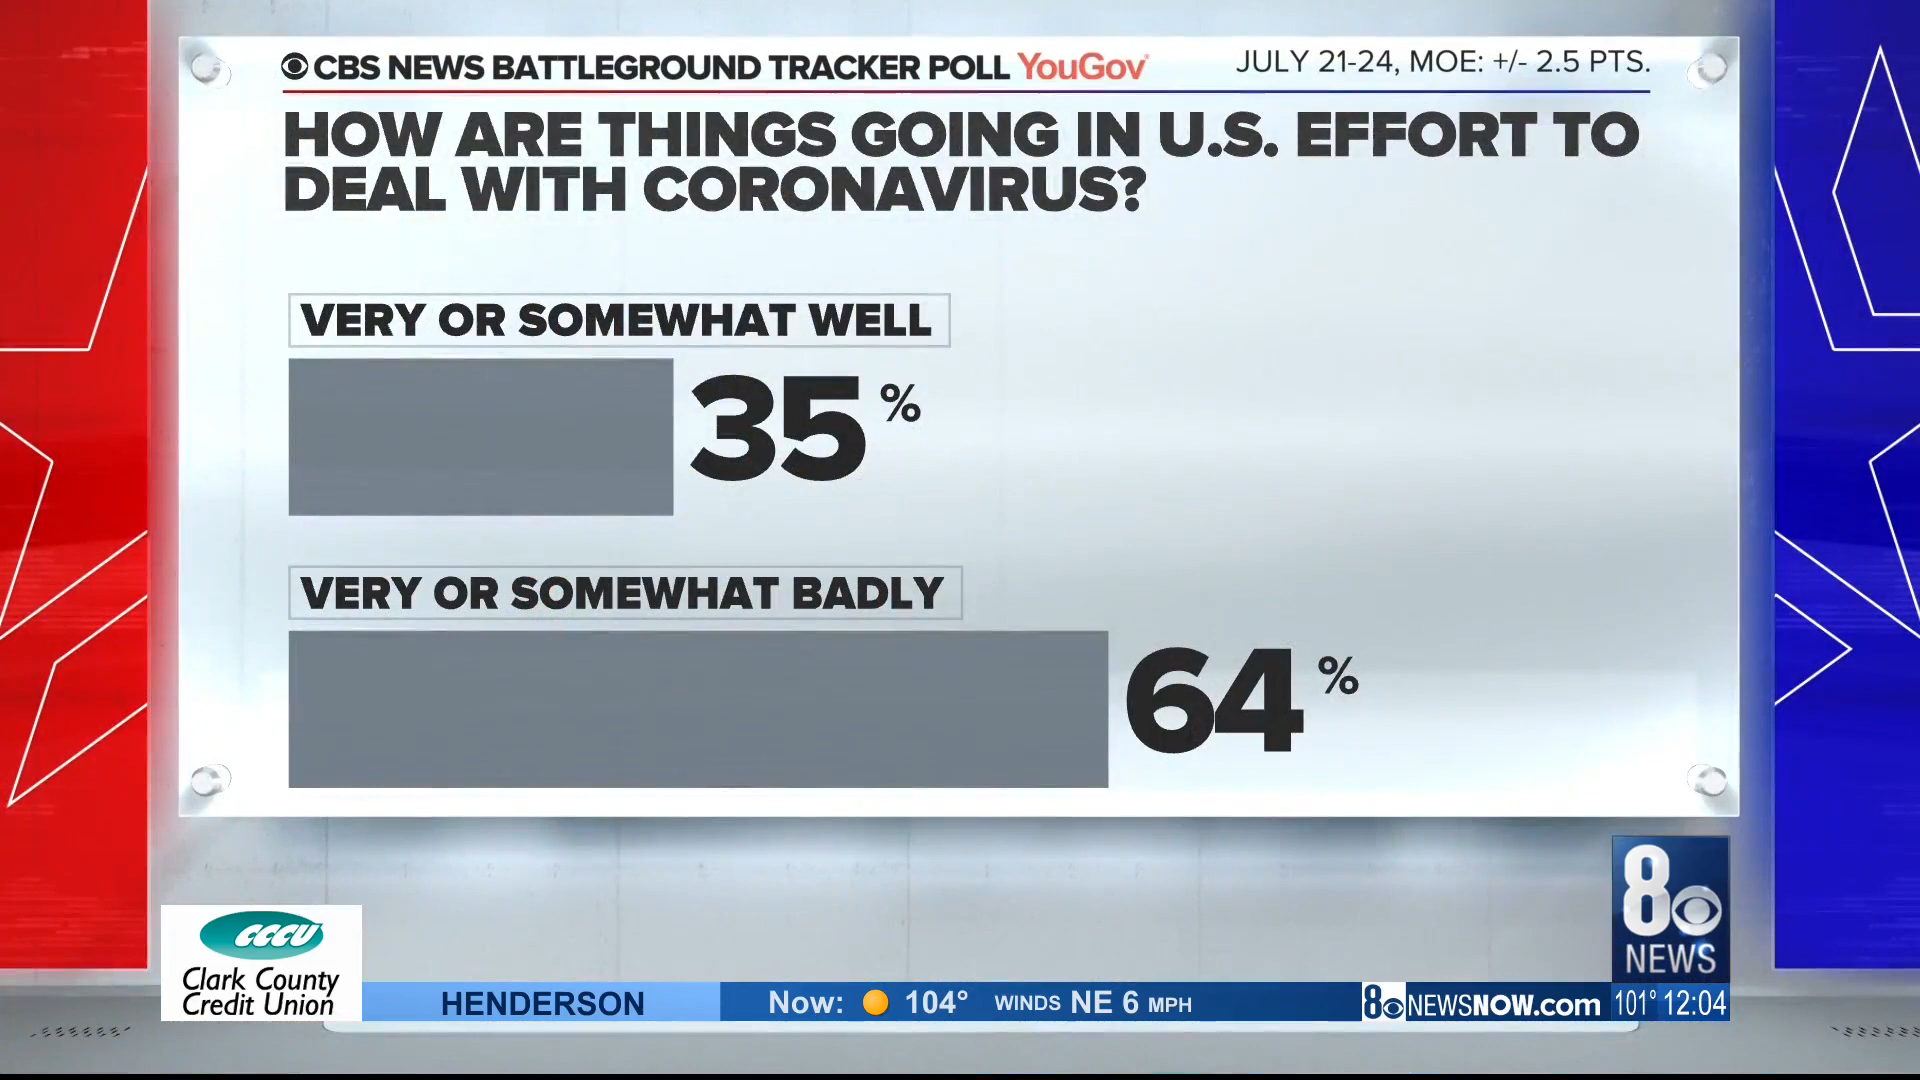 CBS NEWS BATTLEGROUND TRACKER POLL YouGov JULY 21-24, MOE: +/- 2.5 PTS.
HOW ARE THINGS GOING IN U.S. EFFORT TO
DEAL WITH CORONAVIRUS?
VERY OR SOMEWHAT WELL
35%
VERY OR SOMEWHAT BADLY
64%
8
NEWS
CCCU
Clark County
Credit Union
HENDERSON Now: 104° WINDS NE 6 MPH 8 NEWSNOW.com 101° 12:04